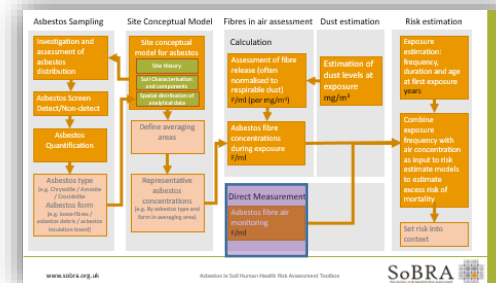 Asbestos Sampling
Investigation and
assessment of
asbestos
distribution
Asbestos Screen
Detect/Non-detect
Asbestos
Quantification
Asbestos type
(e.g. Chrysotile / Amosite
/ Crocidolite
Asbestos form
(e.g. loose fibres /
asbestos debris / asbestos
insulation board)
Site Conceptual Model
Site conceptual
model for asbestos
Site History
Soil Characterisation
and components
Spatial distribution of
analytical data
Define averaging
areas
Representative
asbestos
concentrations
(e.g. By asbestos type and
form in averaging area)
Fibres in air assessment
Calculation
Assessment of fibre
release (often
normalised to
respirable dust)
F/ml (per mg/m³)
Asbestos fibre
concentrations
during exposure
F/ml
Direct Measurement
Asbestos fibre air
monitoring
F/ml
Dust estimation
Estimation of
dust levels at
exposure
mg/m³
Risk estimation
Exposure
estimation:
frequency,
duration and age
at first exposure
years
Combine
exposure
frequency with
air concentration
as input to risk
estimate models
to estimate
excess risk of
mortality
Set risk into
context
www.sobra.org.uk
Asbestos in Soil Human Health Risk Assessment Toolbox
SoBRA